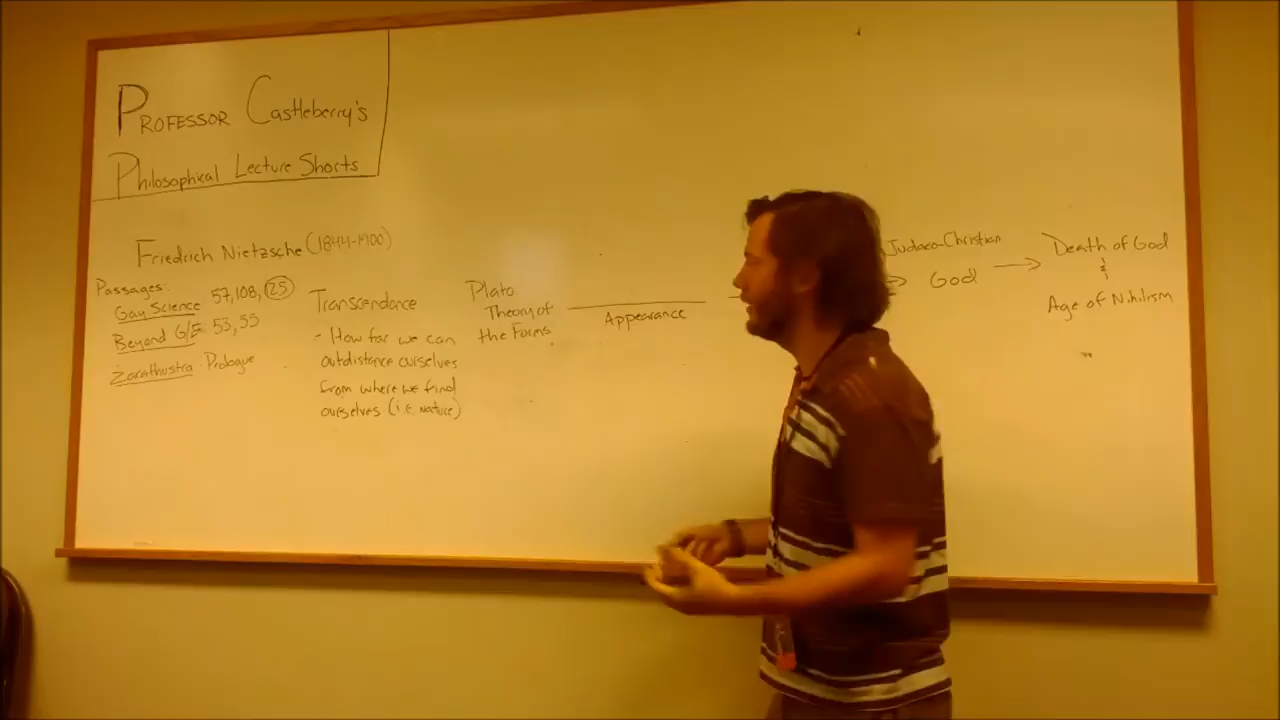 PROFESSOR CASTLEBERRY'S
PHILOSOPHICAL LECTURE SHORTS
Friedrich Nietzsche (1844-1900)
Passages:
Gay Science 57, 108, 125
Beyond G/E: 53, 55
Zarathustra: Prologue
Transcendance
- How far we can
outdistance ourselves
from where we find
ourselves (i.e. nature)
Plato:
Theory of
the Forms
Appearance
Judaeo-Christian
God
Death of God
&
Age of Nihilism